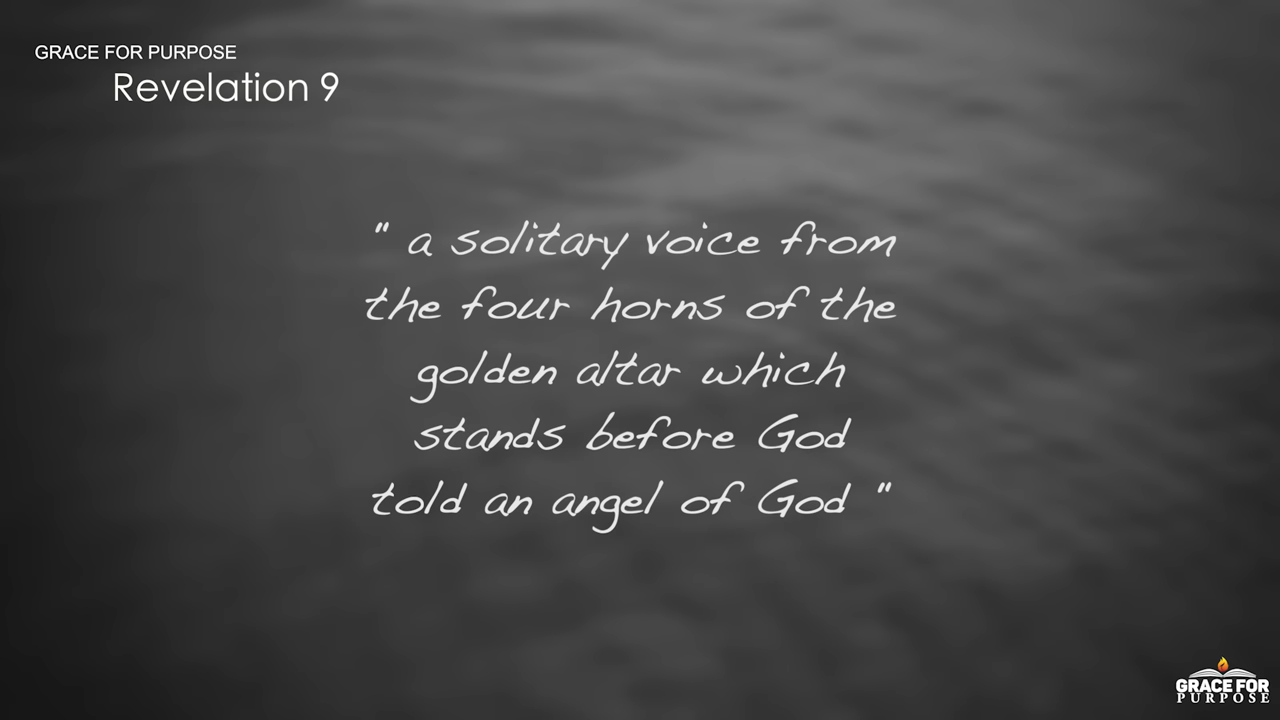 GRACE FOR PURPOSE
Revelation 9
" a solitary voice from
the four horns of the
golden altar which
stands before God
told an angel of God "
GRACE FOR
PURPOSE